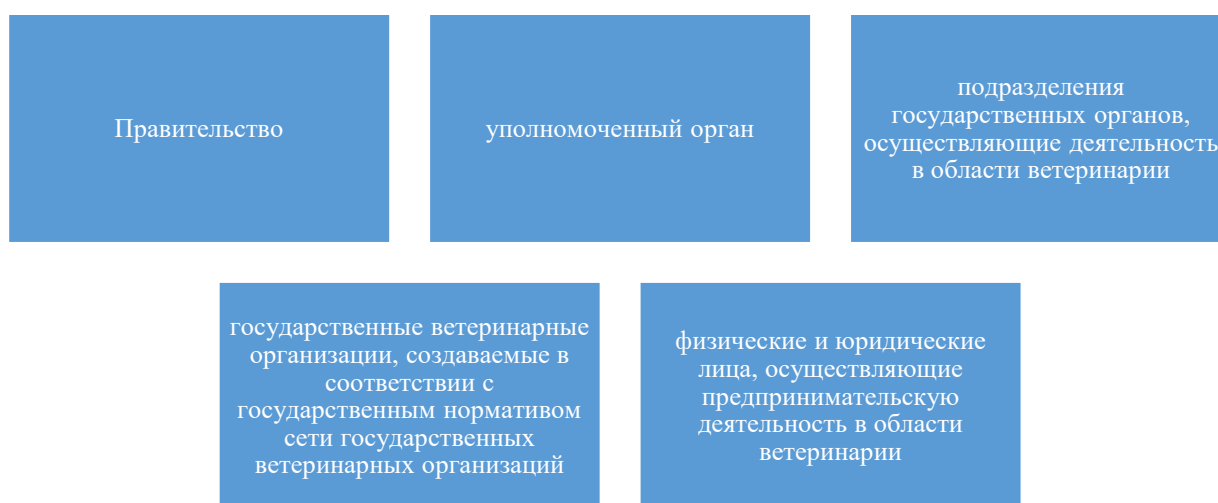 Правительство
уполномоченный орган
подразделения
государственных органов,
осуществляющие деятельность
в области ветеринарии
государственные ветеринарные
организации, создаваемые в
соответствии с
государственным нормативом
сети государственных
ветеринарных организаций
физические и юридические
лица, осуществляющие
предпринимательскую
деятельность в области
ветеринарии